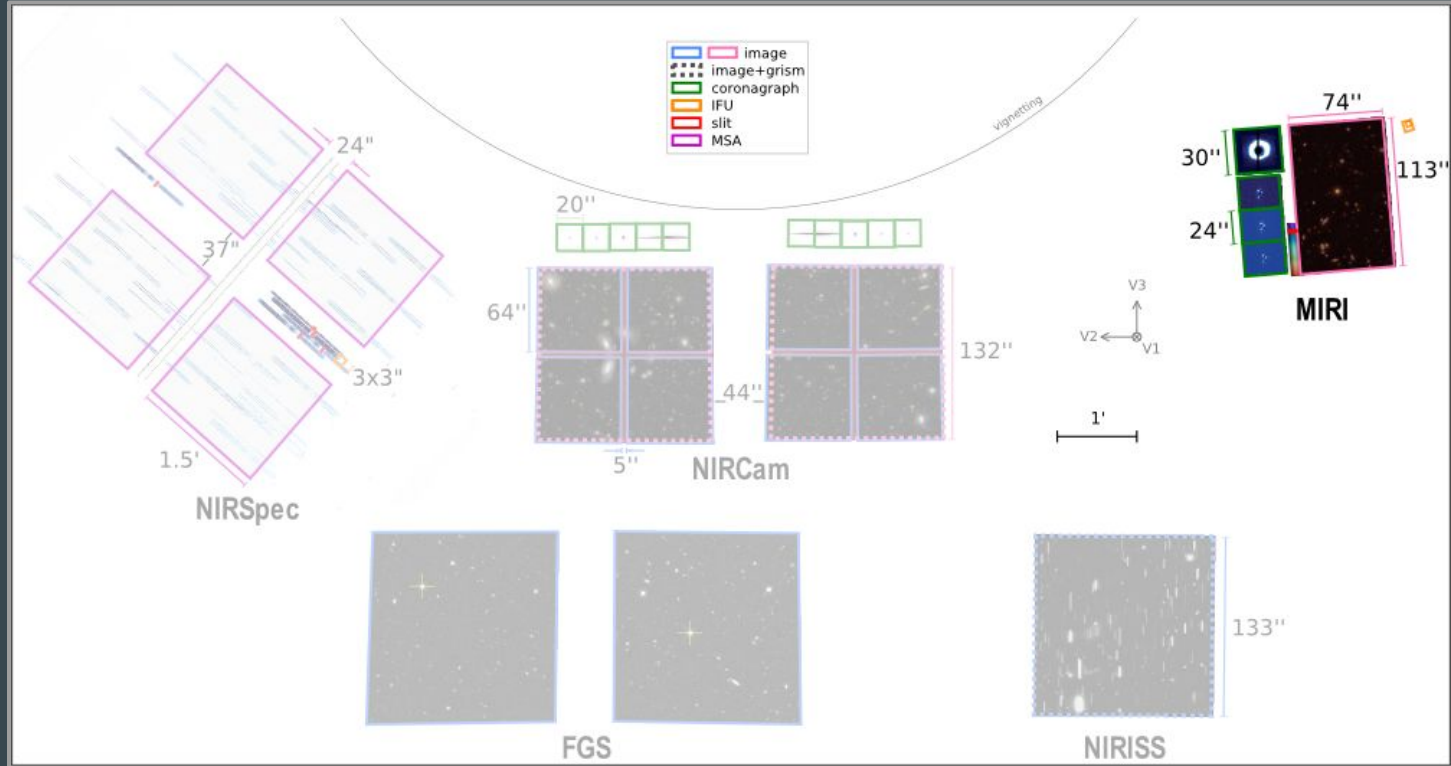 image
image+grism
coronagraph
IFU
slit
MSA
vignetting
24"
37"
3x3"
1.5'
NIRSpec
20''
64''
44''
132''
5''
NIRCam
74''
30''
113''
24''
MIRI
V3
V2
V1
1'
FGS
133''
NIRISS